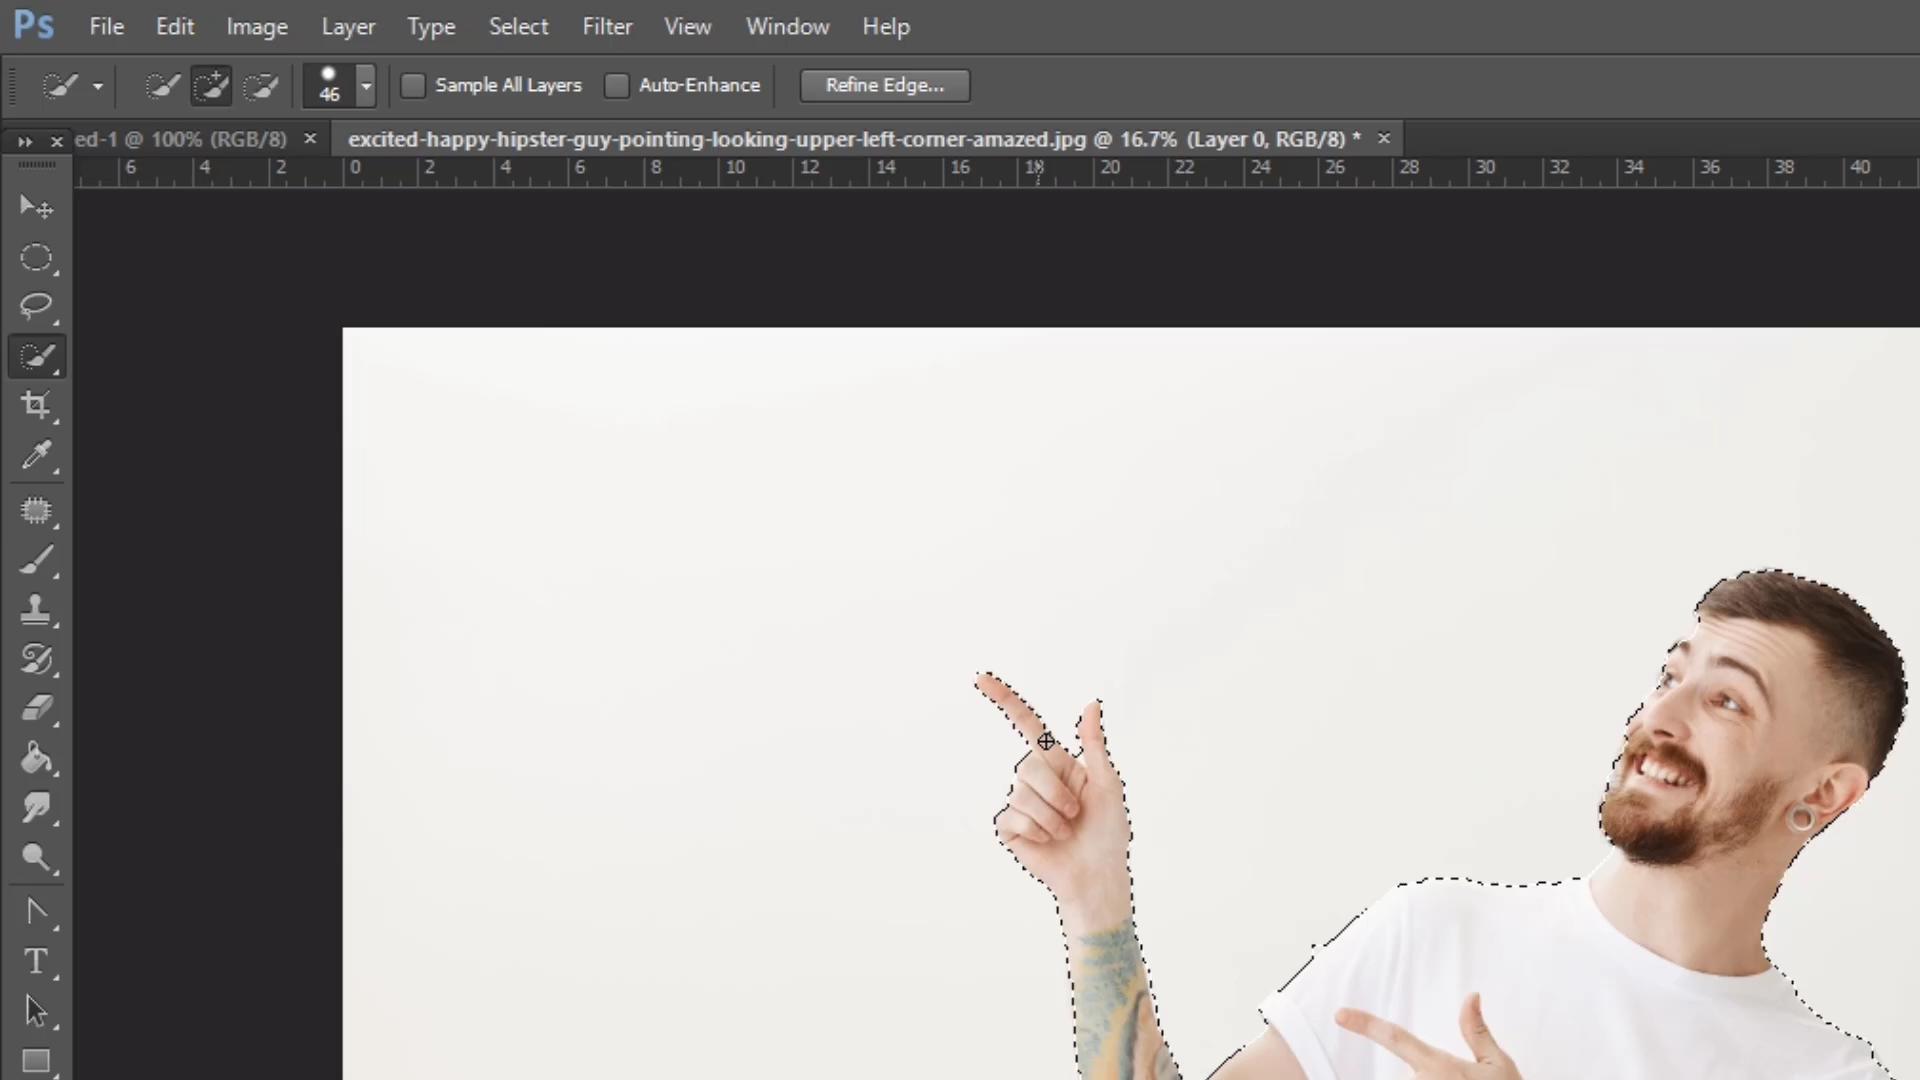 Ps File Edit Image Layer Type Select Filter View Window Help
46 Sample All Layers Auto-Enhance Refine Edge...
ed-1 @ 100% (RGB/8) × excited-happy-hipster-guy-pointing-looking-upper-left-corner-amazed.jpg @ 16.7% (Layer 0, RGB/8) * ×
6 4 2 0 2 4 6 8 10 12 14 16 18 20 22 24 26 28 30 32 34 36 38 40
T